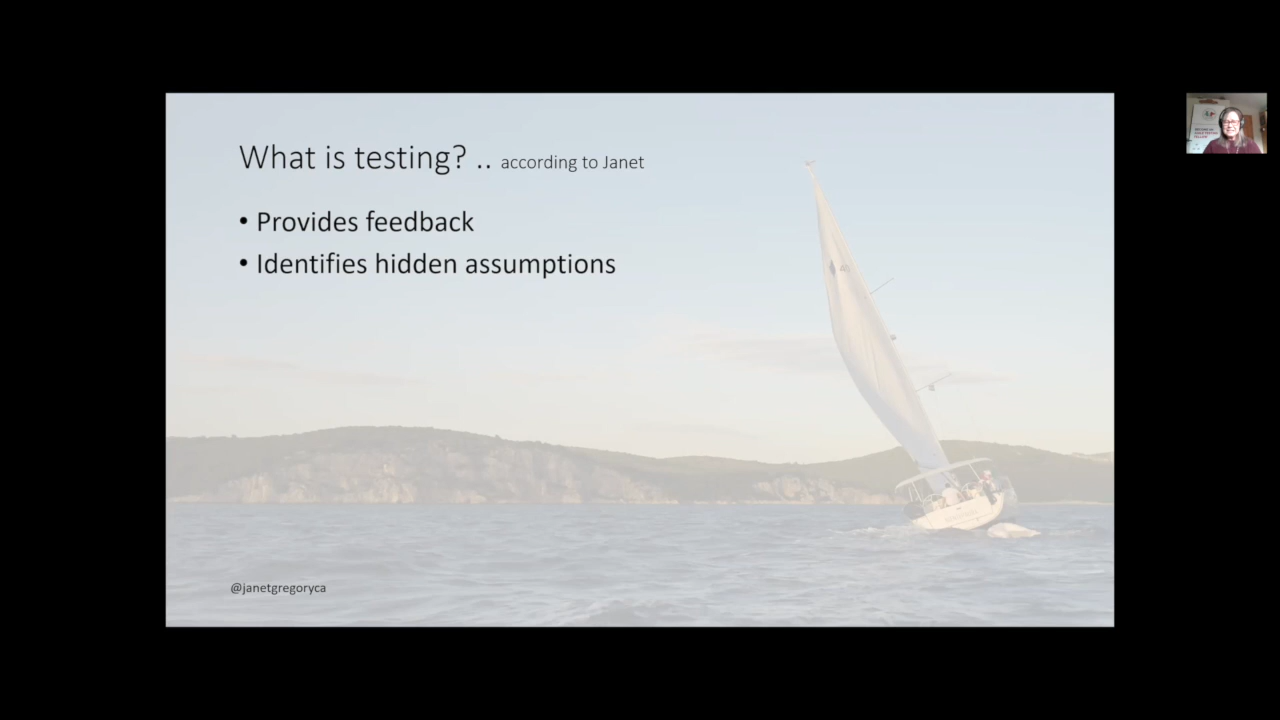 What is testing? .. according to Janet
• Provides feedback
• Identifies hidden assumptions
@janetgregoryca